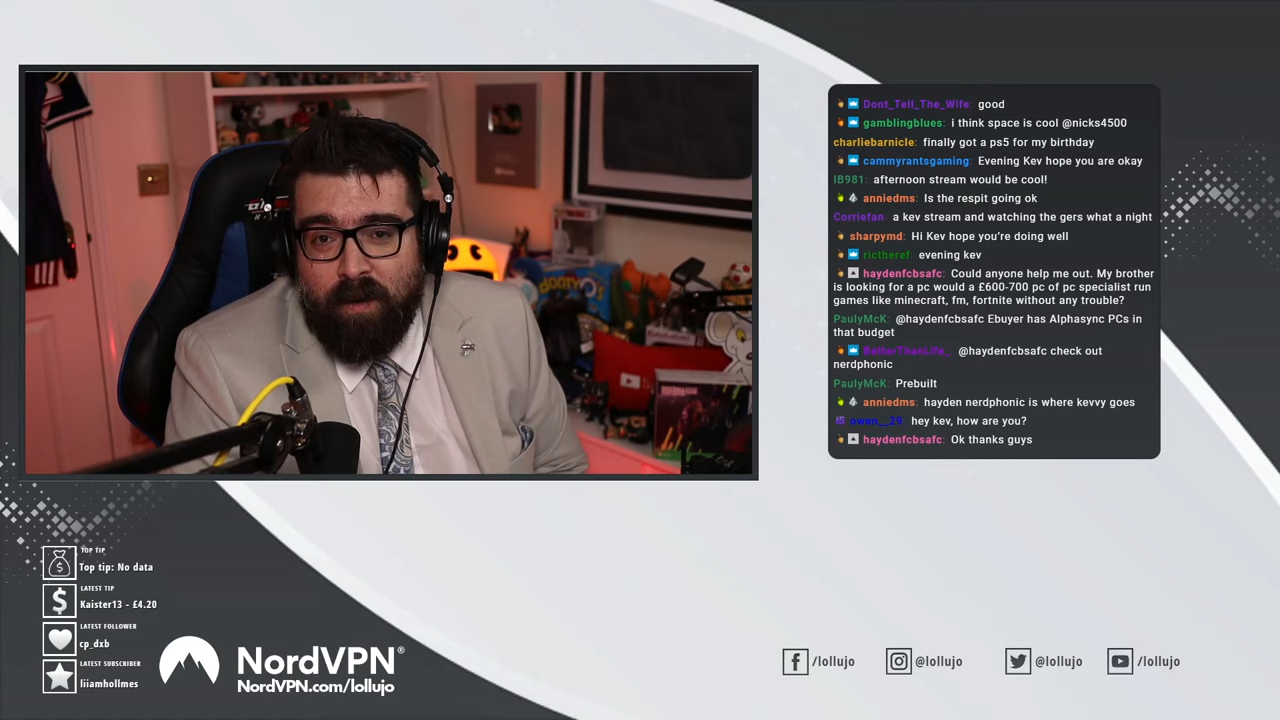 Dont_Tell_The_Wife: good
gamblingblues: i think space is cool @nicks4500
charliebarnicle: finally got a ps5 for my birthday
cammyrantsgaming: Evening Kev hope you are okay
IB981: afternoon stream would be cool!
anniedms: Is the respit going ok
Corriefan: a kev stream and watching the gers what a night
sharpymd: Hi Kev hope you're doing well
rictheref: evening kev
haydenfcbsafc: Could anyone help me out. My brother
is looking for a pc would a £600-700 pc of pc specialist run
games like minecraft, fm, fortnite without any trouble?
PaulyMcK: @haydenfcbsafc Ebuyer has Alphasync PCs in
that budget
BetterThanLife_ @haydenfcbsafc check out
nerdphonic
PaulyMcK: Prebuilt
anniedms: hayden nerdphonic is where kevvy goes
owen__29: hey kev, how are you?
haydenfcbsafc: Ok thanks guys
TOP TIP
Top tip: No data
LATEST TIP
Kaister13 - £4.20
LATEST FOLLOWER
cp_dxb
LATEST SUBSCRIBER
liiamhollmes
NordVPN®
NordVPN.com/lollujo
/lollujo
@lollujo
@lollujo
/lollujo